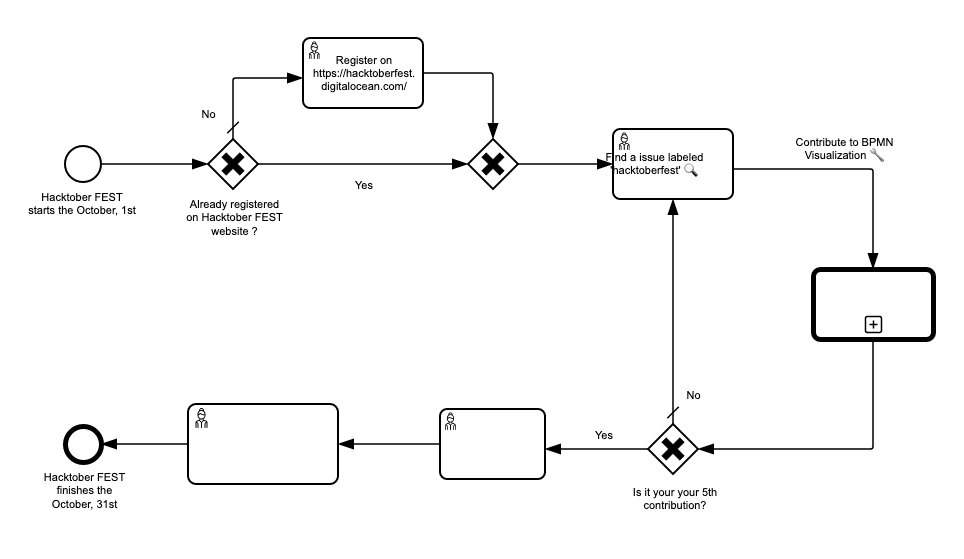 Register on
https://hacktoberfest.
digitalocean.com/
No
Contribute to BPMN
Visualization 🔧
Find a issue labeled
'hacktoberfest' 🔍
Yes
Hacktober FEST
starts the October, 1st
Already registered
on Hacktober FEST
website ?
No
Yes
Hacktober FEST
finishes the
October, 31st
Is it your your 5th
contribution?